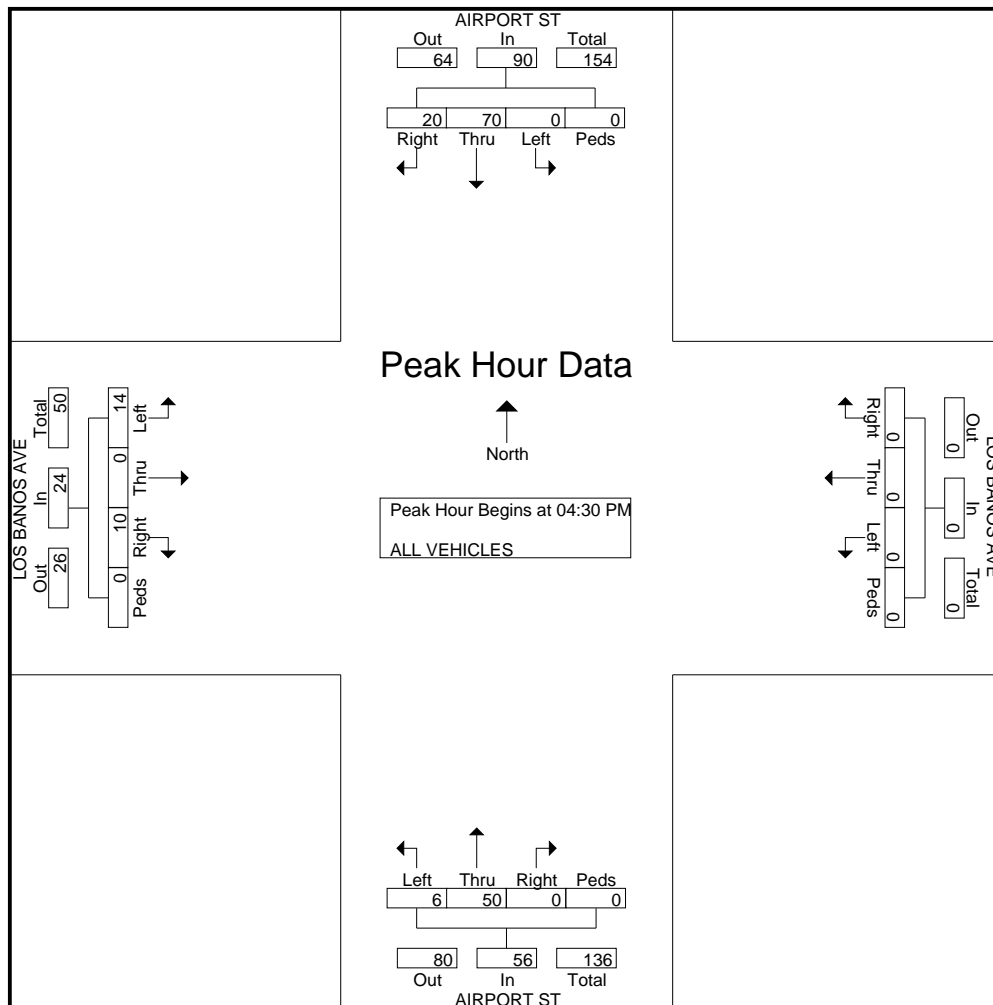 AIRPORT ST
Out In Total
64 90 154
20 70 0 0
Right Thru Left Peds
Peak Hour Data
North
Peak Hour Begins at 04:30 PM
ALL VEHICLES
LOS BANOS AVE
Out In Total
26 24 50
Left Thru Right Peds
14 0 10 0
Right Thru Left Peds
0 0 0 0
Out In Total
0 0 0
LOS BANOS AVE
Left Thru Right Peds
6 50 0 0
80 56 136
Out In Total
AIRPORT ST